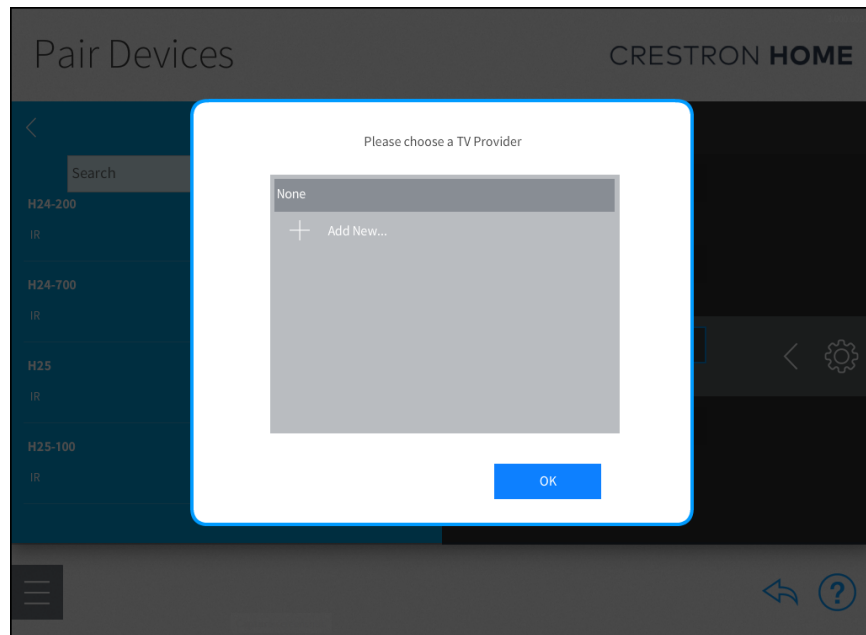 Pair Devices
CRESTRON HOME
Please choose a TV Provider
Search
None
Add New...
H24-200
IR
H24-700
IR
H25
IR
H25-100
IR
OK
?